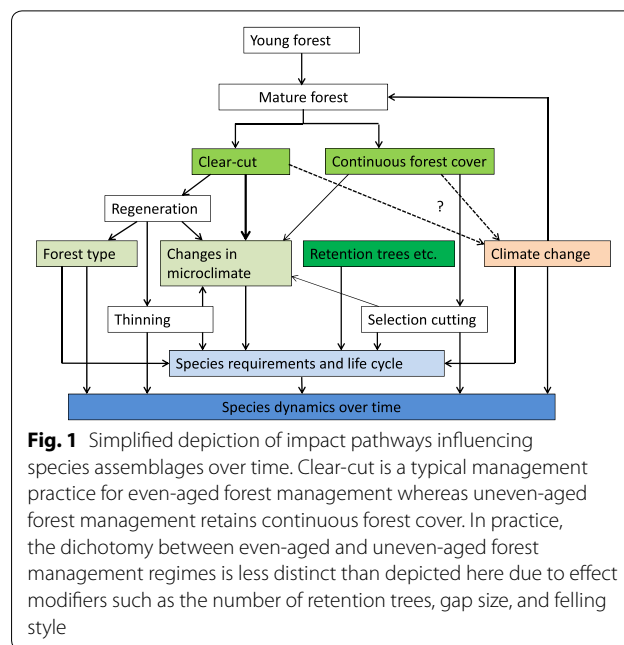 Young forest
Mature forest
Clear-cut
Continuous forest cover
?
Regeneration
Forest type
Changes in
microclimate
Retention trees etc.
Climate change
Thinning
Selection cutting
Species requirements and life cycle
Species dynamics over time
Fig. 1 Simplified depiction of impact pathways influencing
species assemblages over time. Clear-cut is a typical management
practice for even-aged forest management whereas uneven-aged
forest management retains continuous forest cover. In practice,
the dichotomy between even-aged and uneven-aged forest
management regimes is less distinct than depicted here due to effect
modifiers such as the number of retention trees, gap size, and felling
style